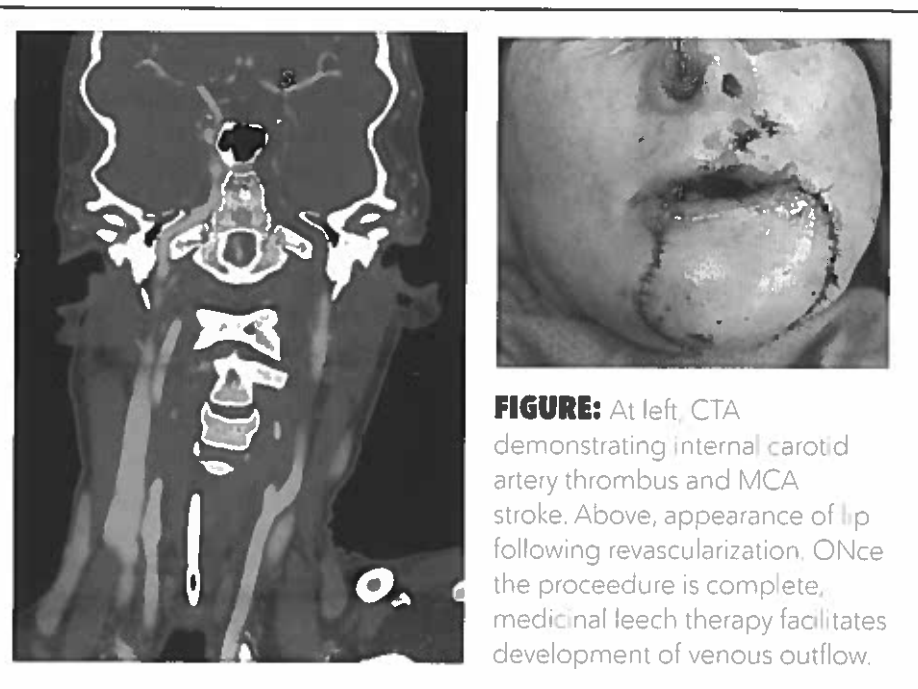 S
FIGURE: At left, CTA
demonstrating internal carotid
artery thrombus and MCA
stroke. Above, appearance of lip
following revascularization. ONce
the proceedure is complete,
medicinal leech therapy facilitates
development of venous outflow.